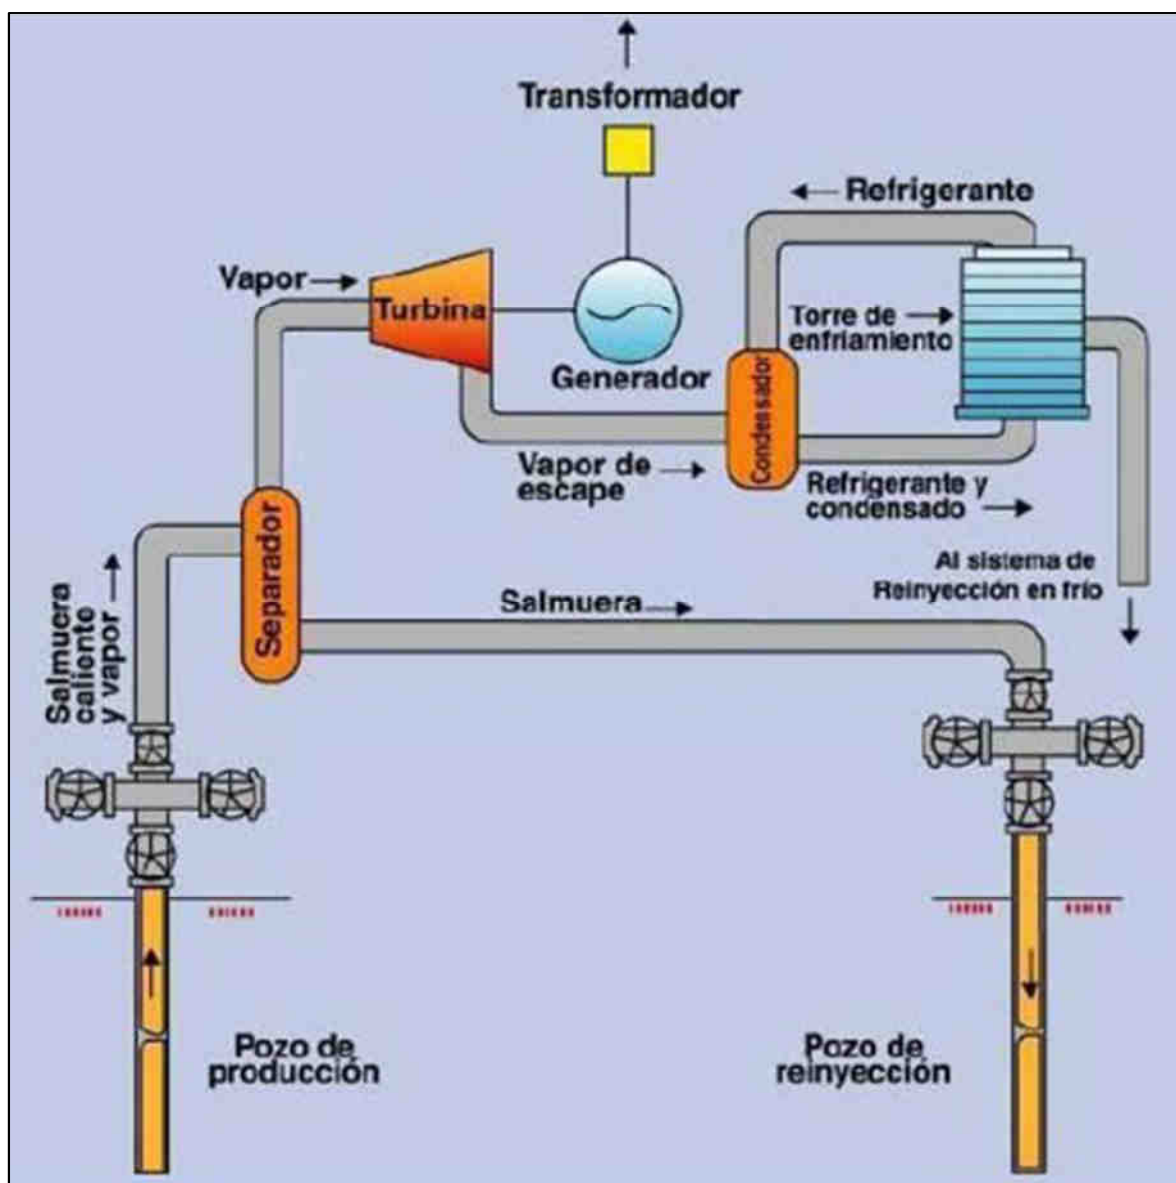 Transformador
Refrigerante
Vapor
Turbina
Torre de
enfriamiento
Generador
Condensador
Vapor de
escape
Refrigerante y
condensado
Separador
Al sistema de
Reinyección en frío
Salmuera
Salmuera
caliente
y vapor
Pozo de
producción
Pozo de
reinyección